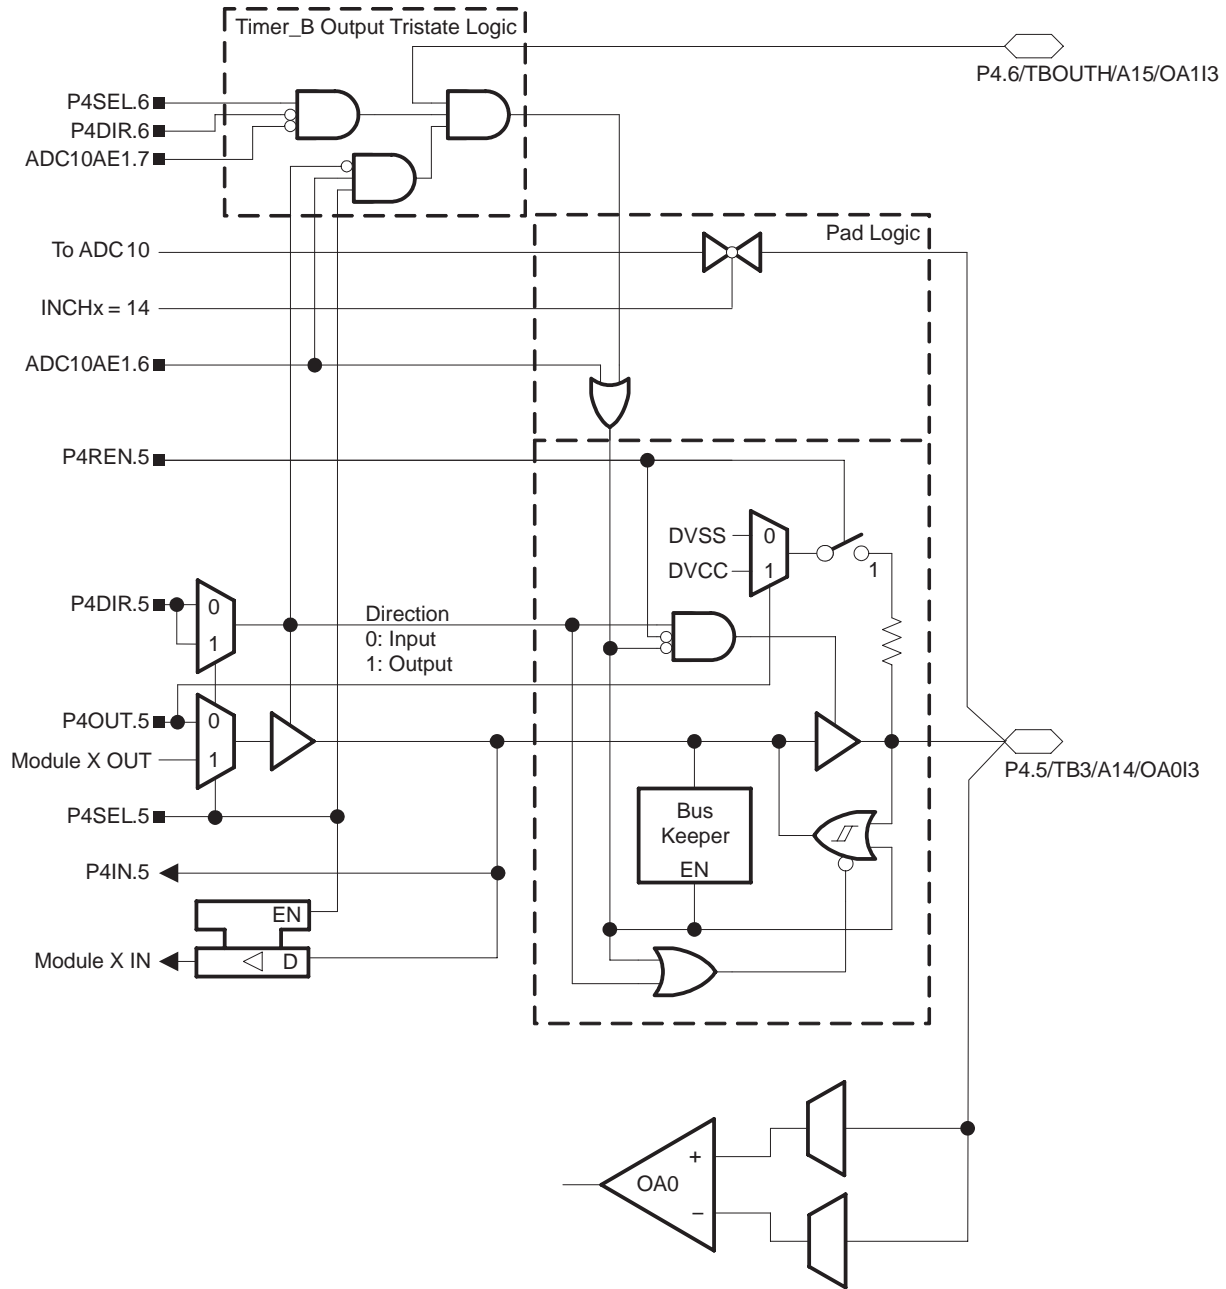 Timer_B Output Tristate Logic
P4.6/TBOUTH/A15/OA1I3
P4SEL.6
P4DIR.6
ADC10AE1.7
Pad Logic
To ADC 10
INCHx = 14
ADC10AE1.6
P4REN.5
DVSS
0
DVCC
1
1
P4DIR.5
0
1
Direction
0: Input
1: Output
P4OUT.5
0
Module X OUT
1
P4.5/TB3/A14/OA0I3
P4SEL.5
Bus
Keeper
EN
P4IN.5
EN
Module X IN
D
+
OA0
−